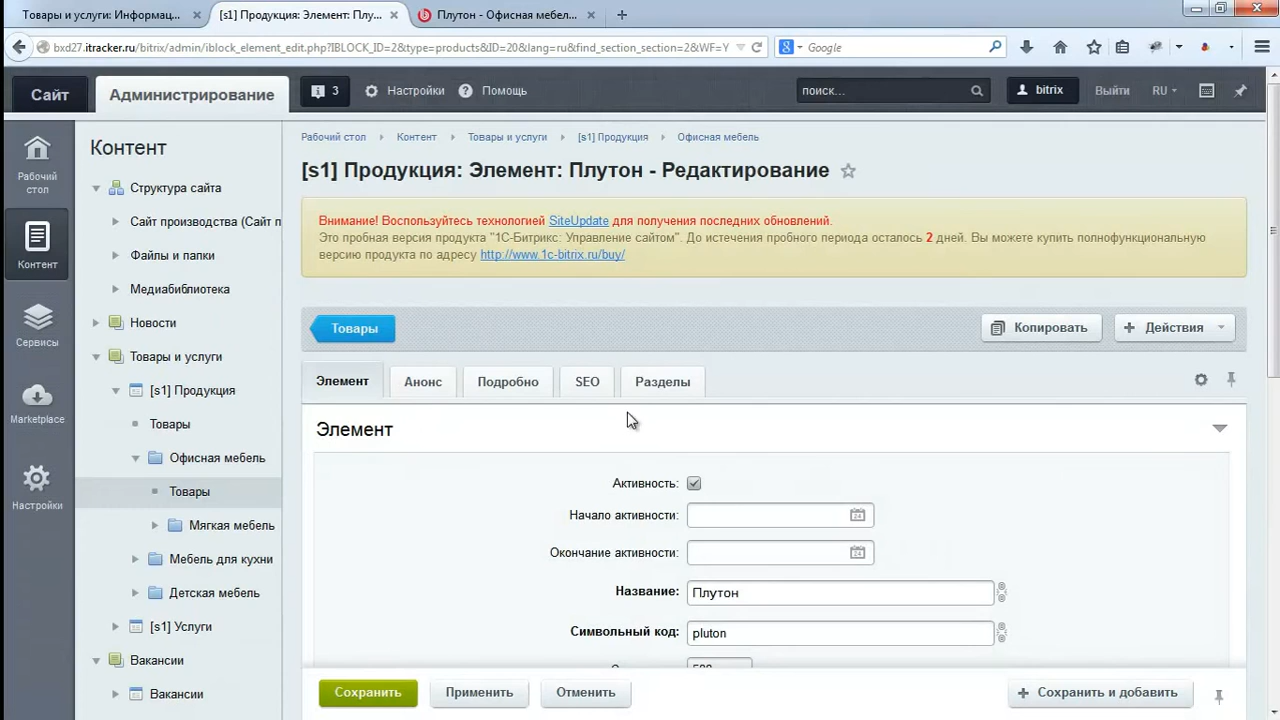 Товары и услуги: Информац... [s1] Продукция: Элемент: Плу... Плутон - Офисная мебел...
bxd27.itracker.ru/bitrix/admin/iblock_element_edit.php?IBLOCK_ID=2&type=products&ID=20&lang=ru&find_section_section=2&WF=Y Google
Сайт Администрирование 3 Настройки Помощь поиск... bitrix Выйти RU
Рабочий стол
Контент
Сервисы
Marketplace
Настройки
Контент
Структура сайта
Сайт производства (Сайт п
Файлы и папки
Медиабиблиотека
Новости
Товары и услуги
[s1] Продукция
Товары
Офисная мебель
Товары
Мягкая мебель
Мебель для кухни
Детская мебель
[s1] Услуги
Вакансии
Вакансии
Рабочий стол Контент Товары и услуги [s1] Продукция Офисная мебель
[s1] Продукция: Элемент: Плутон - Редактирование
Внимание! Воспользуйтесь технологией SiteUpdate для получения последних обновлений.
Это пробная версия продукта "1С-Битрикс: Управление сайтом". До истечения пробного периода осталось 2 дней. Вы можете купить полнофункциональную
версию продукта по адресу http://www.1c-bitrix.ru/buy/
Товары Копировать Действия
Элемент Анонс Подробно SEO Разделы
Элемент
Активность:
Начало активности:
Окончание активности:
Название: Плутон
Символьный код: pluton
Сохранить Применить Отменить Сохранить и добавить